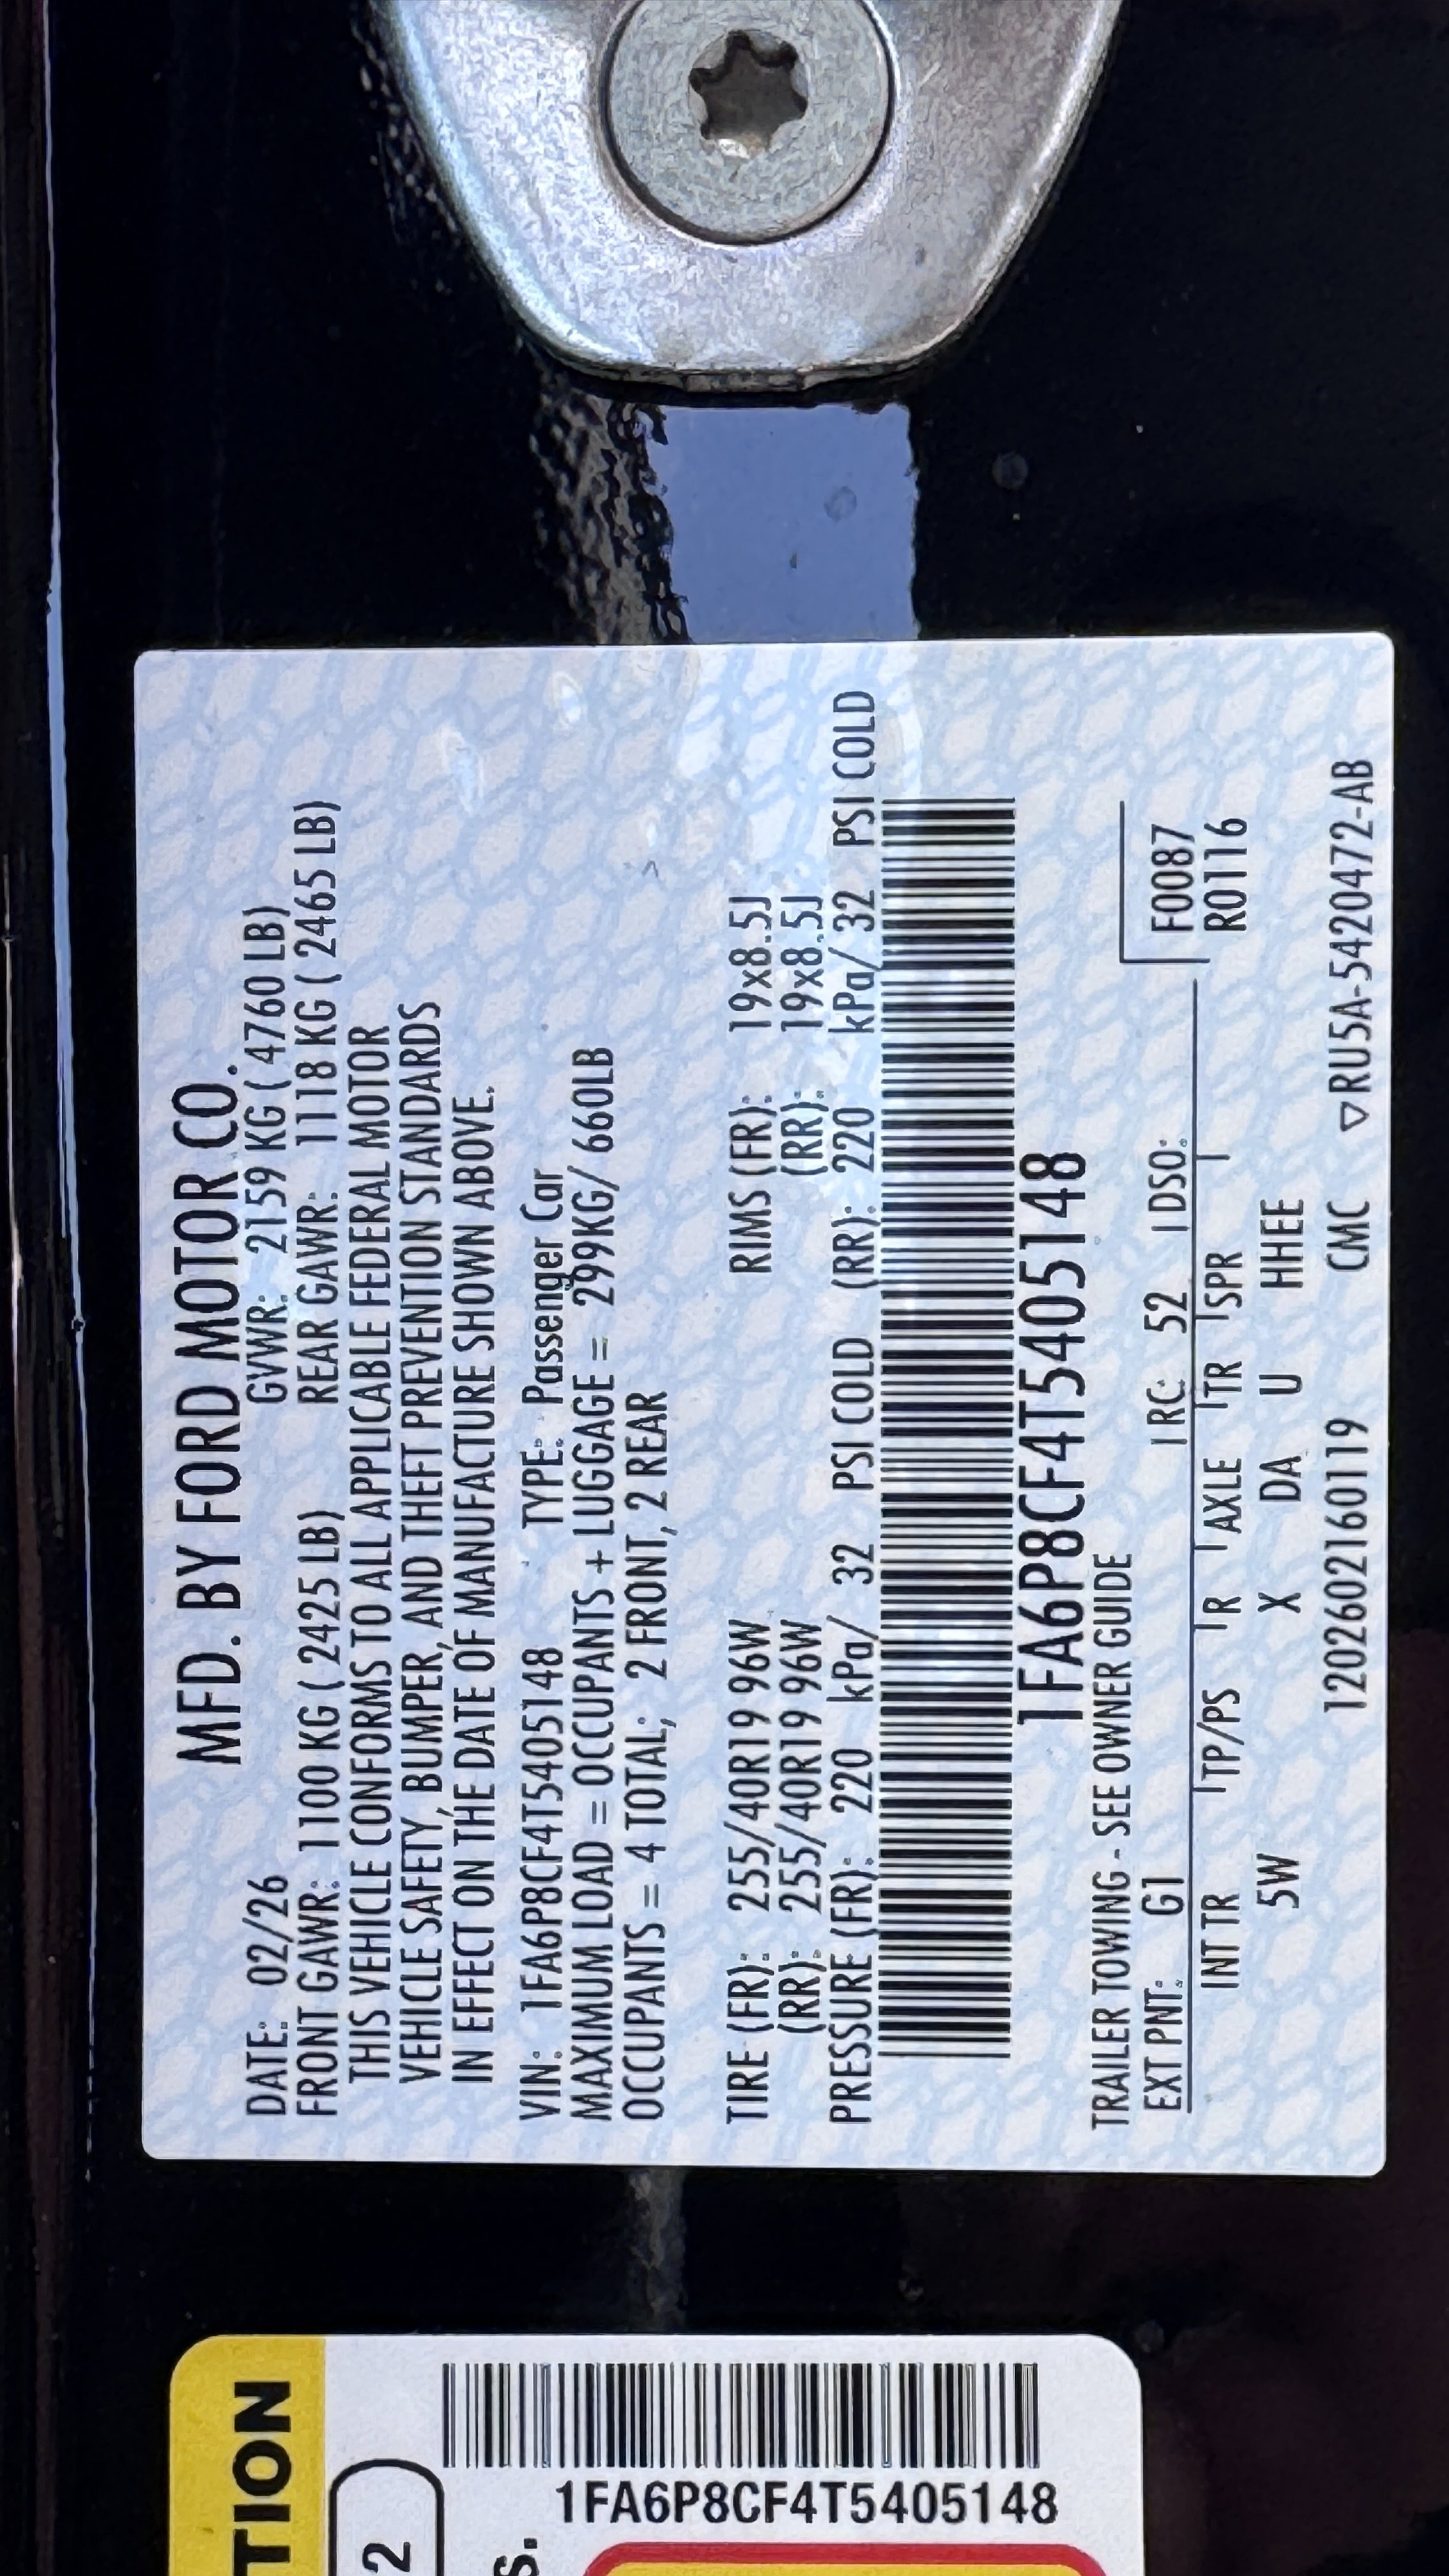 MFD. BY FORD MOTOR CO.
DATE: 02/26 GVWR: 2159 KG ( 4760 LB)
FRONT GAWR: 1100 KG ( 2425 LB) REAR GAWR: 1118 KG ( 2465 LB)
THIS VEHICLE CONFORMS TO ALL APPLICABLE FEDERAL MOTOR
VEHICLE SAFETY, BUMPER, AND THEFT PREVENTION STANDARDS
IN EFFECT ON THE DATE OF MANUFACTURE SHOWN ABOVE.
VIN: 1FA6P8CF4T5405148 TYPE: Passenger Car
MAXIMUM LOAD = OCCUPANTS + LUGGAGE = 299KG/ 660LB
OCCUPANTS = 4 TOTAL; 2 FRONT, 2 REAR
TIRE (FR): 255/40R19 96W RIMS (FR): 19x8.5J
(RR): 255/40R19 96W (RR): 19x8.5J
PRESSURE (FR): 220 kPa/ 32 PSI COLD (RR): 220 kPa/ 32 PSI COLD
1FA6P8CF4T5405148
TRAILER TOWING - SEE OWNER GUIDE
EXT PNT: G1 RC: 52 DSO: F0087
INT TR TP/PS R AXLE TR SPR R0116
5W X DA U HHEE
1202602160119 CMC ▽RU5A-5420472-AB
TION
2
s.
1FA6P8CF4T5405148